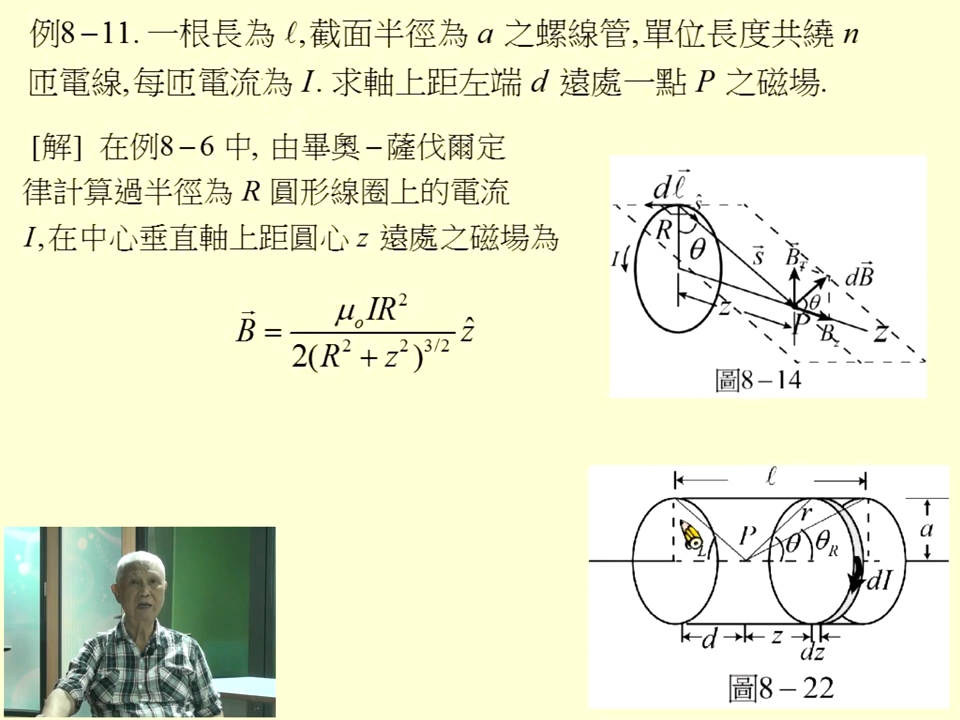 例8-11. 一根長為 ℓ,截面半徑為 a 之螺線管,單位長度共繞 n
匝電線,每匝電流為 I. 求軸上距左端 d 遠處一點 P 之磁場.
[解] 在例8-6 中, 由畢奧-薩伐爾定
律計算過半徑為 R 圓形線圈上的電流
I,在中心垂直軸上距圓心 z 遠處之磁場為
B⃗ = μₒIR² / 2(R² + z²)^{3/2} ẑ
dℓ⃗ ŝ
R θ s⃗ B⃗_T dB⃗
I
z P θ B_z z
圖8-14
ℓ
P r a
L θ θ_R
dI
d z dz
圖8-22